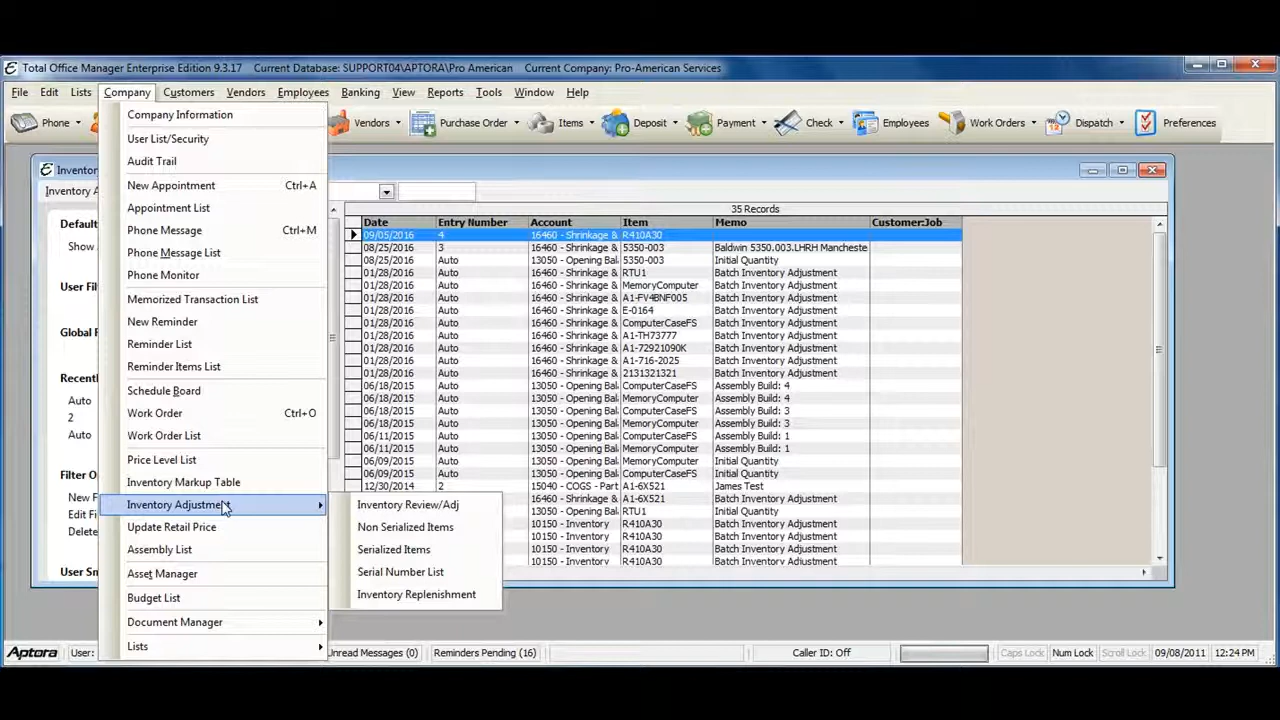 Total Office Manager Enterprise Edition 9.3.17 Current Database: SUPPORT04\APTORA\Pro American Current Company: Pro-American Services
File Edit Lists Company Customers Vendors Employees Banking View Reports Tools Window Help
Phone Vendors Purchase Order Items Deposit Payment Check Employees Work Orders Dispatch Preferences
Company Information
User List/Security
Audit Trail
New Appointment Ctrl+A
Appointment List
Phone Message Ctrl+M
Phone Message List
Phone Monitor
Memorized Transaction List
New Reminder
Reminder List
Reminder Items List
Schedule Board
Work Order Ctrl+O
Work Order List
Price Level List
Inventory Markup Table
Inventory Adjustment
Update Retail Price
Assembly List
Asset Manager
Budget List
Document Manager
Lists
Inventory Review/Adj
Non Serialized Items
Serialized Items
Serial Number List
Inventory Replenishment
Inventor
Inventory A
Default
Show
User Fil
Global F
Recent
Auto
2
Auto
Filter O
New F
Edit Fi
Delete
User Sm
35 Records
Date Entry Number Account Item Memo Customer:Job
09/05/2016 4 16460 - Shrinkage & R410A30
08/25/2016 3 16460 - Shrinkage & 5350-003 Baldwin 5350.003.LHRH Mancheste
08/25/2016 Auto 13050 - Opening Bal 5350-003 Initial Quantity
01/28/2016 Auto 16460 - Shrinkage & RTU1 Batch Inventory Adjustment
01/28/2016 Auto 16460 - Shrinkage & MemoryComputer Batch Inventory Adjustment
01/28/2016 Auto 16460 - Shrinkage & A1-FV4BNF005 Batch Inventory Adjustment
01/28/2016 Auto 16460 - Shrinkage & E-0164 Batch Inventory Adjustment
01/28/2016 Auto 16460 - Shrinkage & ComputerCaseFS Batch Inventory Adjustment
01/28/2016 Auto 16460 - Shrinkage & A1-TH73777 Batch Inventory Adjustment
01/28/2016 Auto 16460 - Shrinkage & A1-72921090K Batch Inventory Adjustment
01/28/2016 Auto 16460 - Shrinkage & A1-716-2025 Batch Inventory Adjustment
01/28/2016 Auto 16460 - Shrinkage & 2131321321 Batch Inventory Adjustment
06/18/2015 Auto 13050 - Opening Bal ComputerCaseFS Assembly Build: 4
06/18/2015 Auto 13050 - Opening Bal MemoryComputer Assembly Build: 4
06/18/2015 Auto 13050 - Opening Bal ComputerCaseFS Assembly Build: 3
06/18/2015 Auto 13050 - Opening Bal MemoryComputer Assembly Build: 3
06/11/2015 Auto 13050 - Opening Bal ComputerCaseFS Assembly Build: 1
06/11/2015 Auto 13050 - Opening Bal MemoryComputer Assembly Build: 1
06/09/2015 Auto 13050 - Opening Bal MemoryComputer Initial Quantity
06/09/2015 Auto 13050 - Opening Bal ComputerCaseFS Initial Quantity
12/30/2014 2 15040 - COGS - Part A1-6X521 James Test
16460 - Shrinkage & A1-6X521 Batch Inventory Adjustment
13050 - Opening Bal A1-6X521 Initial Quantity
10150 - Inventory R410A30 Batch Inventory Adjustment
10150 - Inventory R410A30 Batch Inventory Adjustment
10150 - Inventory R410A30 Batch Inventory Adjustment
10150 - Inventory R410A30 Batch Inventory Adjustment
Aptora User: Unread Messages (0) Reminders Pending (16) Caller ID: Off Caps Lock Num Lock Scroll Lock 09/08/2011 12:24 PM